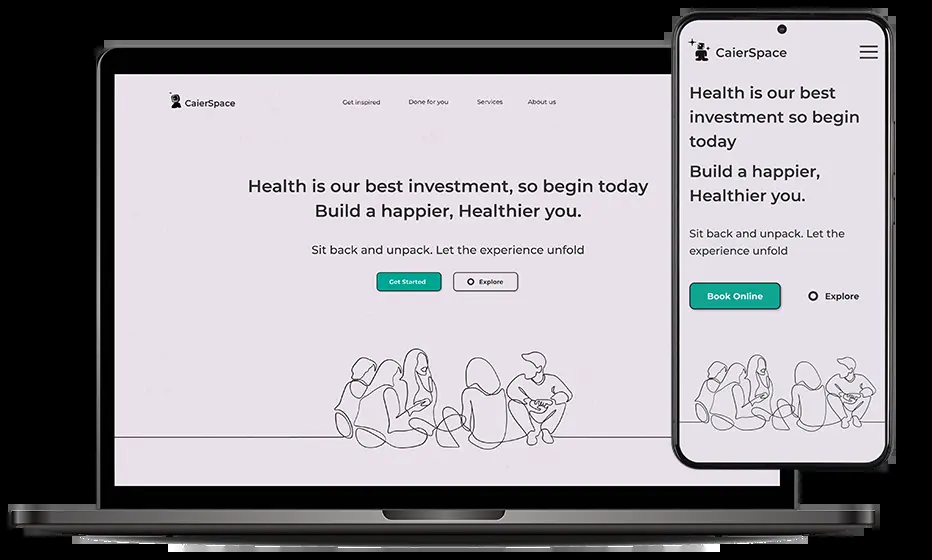 CaierSpace
Get inspired Done for you Services About us
Health is our best investment, so begin today
Build a happier, Healthier you.
Sit back and unpack. Let the experience unfold
Get Started Explore
CaierSpace
Health is our best
investment so begin
today
Build a happier,
Healthier you.
Sit back and unpack. Let the
experience unfold
Book Online Explore